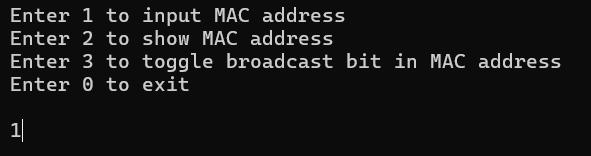 Enter 1 to input MAC address
Enter 2 to show MAC address
Enter 3 to toggle broadcast bit in MAC address
Enter 0 to exit
1